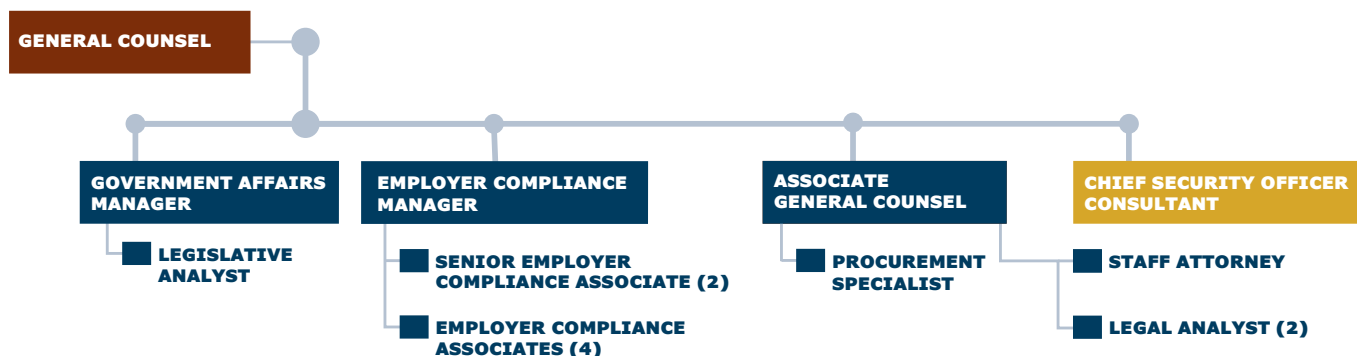 GENERAL COUNSEL
GOVERNMENT AFFAIRS
MANAGER
LEGISLATIVE
ANALYST
EMPLOYER COMPLIANCE
MANAGER
SENIOR EMPLOYER
COMPLIANCE ASSOCIATE (2)
EMPLOYER COMPLIANCE
ASSOCIATES (4)
ASSOCIATE
GENERAL COUNSEL
PROCUREMENT
SPECIALIST
STAFF ATTORNEY
LEGAL ANALYST (2)
CHIEF SECURITY OFFICER
CONSULTANT